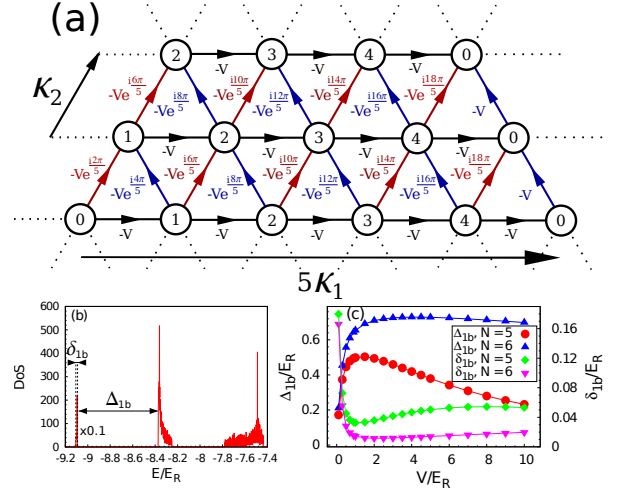 (a)
2 3 4 0
-V -V -V
κ₂
-Ve^{i6π/5} -Ve^{i8π/5} -Ve^{i10π/5} -Ve^{i12π/5} -Ve^{i14π/5} -Ve^{i16π/5} -Ve^{i18π/5} -V
1 2 3 4 0
-V -V -V -V
-Ve^{i2π/5} -Ve^{i4π/5} -Ve^{i6π/5} -Ve^{i8π/5} -Ve^{i10π/5} -Ve^{i12π/5} -Ve^{i14π/5} -Ve^{i16π/5} -Ve^{i18π/5} -V
0 1 2 3 4 0
-V -V -V -V -V
5κ₁
(b)
600
500
400
300
200
100
0
DoS
δ₁b
Δ₁b
x0.1
-9.2 -9 -8.8 -8.6 -8.4 -8.2 -8 -7.8 -7.6 -7.4
E/E_R
(c)
0.6
0.4
0.2
0
Δ₁b/E_R
Δ₁b, N = 5
Δ₁b, N = 6
δ₁b, N = 5
δ₁b, N = 6
0.16
0.12
0.08
0.04
0
δ₁b/E_R
0 2 4 6 8 10
V/E_R